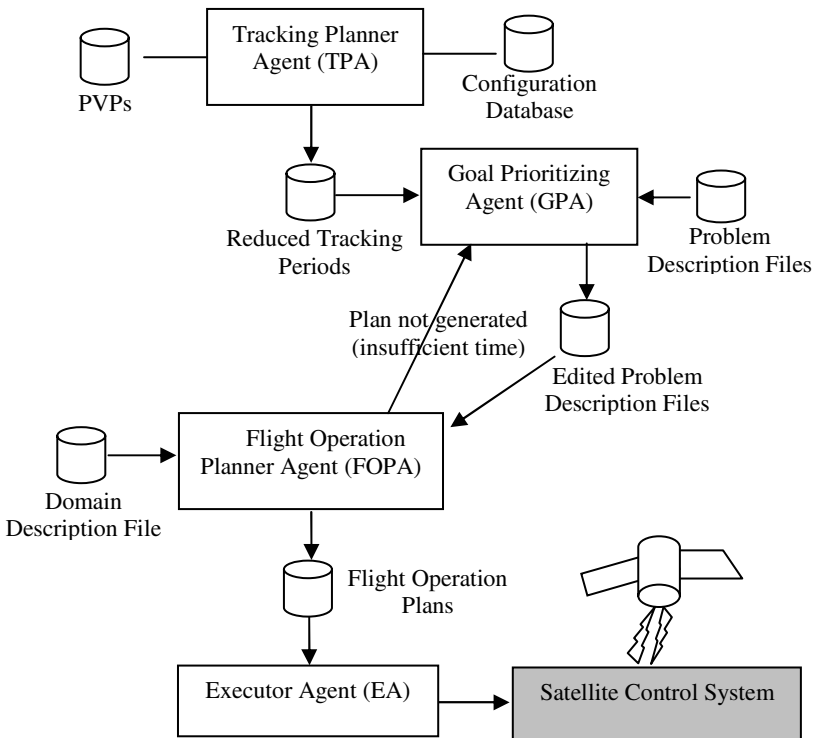 Tracking Planner
Agent (TPA)
PVPs
Configuration
Database
Goal Prioritizing
Agent (GPA)
Reduced Tracking
Periods
Problem
Description Files
Plan not generated
(insufficient time)
Edited Problem
Description Files
Flight Operation
Planner Agent (FOPA)
Domain
Description File
Flight Operation
Plans
Executor Agent (EA)
Satellite Control System